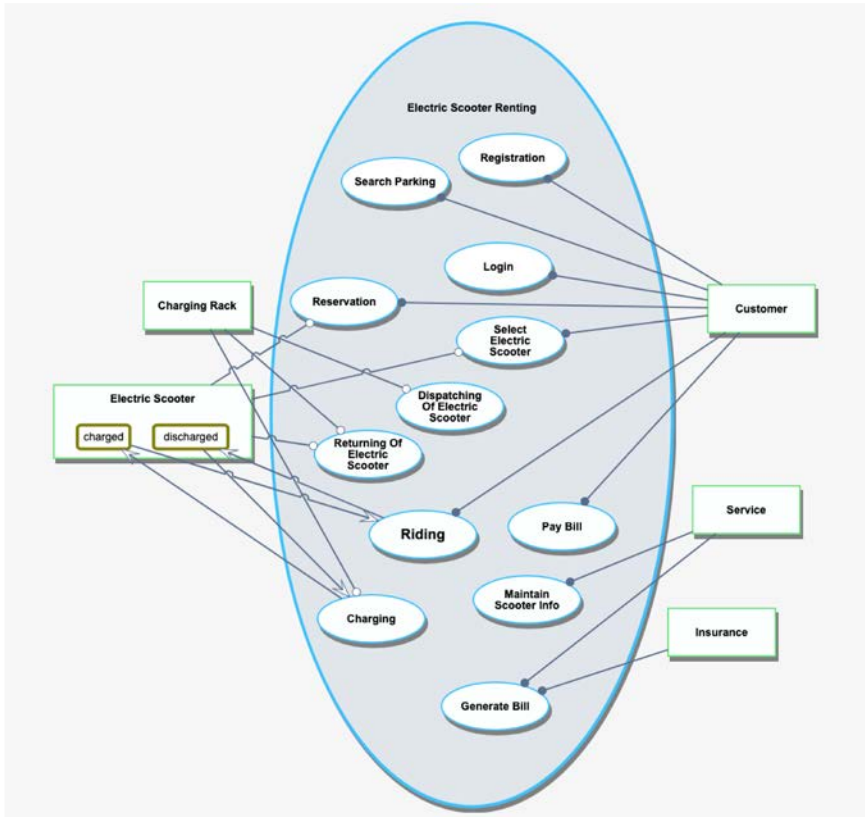 Electric Scooter Renting
Registration
Search Parking
Login
Charging Rack
Reservation
Customer
Select
Electric
Scooter
Electric Scooter
charged
discharged
Dispatching
Of Electric
Scooter
Returning Of
Electric
Scooter
Riding
Pay Bill
Service
Maintain
Scooter Info
Charging
Insurance
Generate Bill